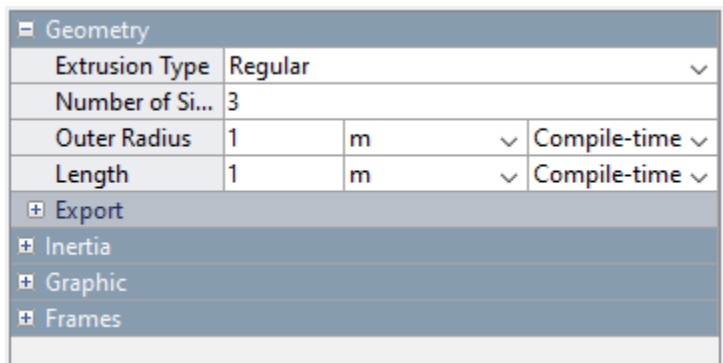 Geometry
Extrusion Type Regular
Number of Si... 3
Outer Radius 1 m Compile-time
Length 1 m Compile-time
Export
Inertia
Graphic
Frames